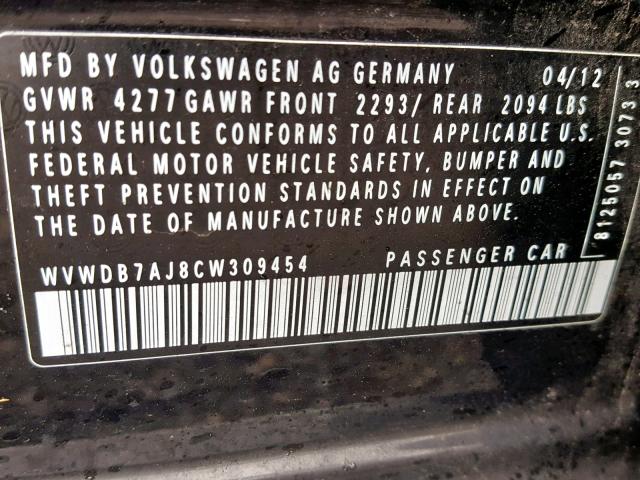 MFD BY VOLKSWAGEN AG GERMANY 04/12
GVWR 4277 GAWR FRONT 2293/ REAR 2094 LBS
THIS VEHICLE CONFORMS TO ALL APPLICABLE U.S.
FEDERAL MOTOR VEHICLE SAFETY, BUMPER AND
THEFT PREVENTION STANDARDS IN EFFECT ON
THE DATE OF MANUFACTURE SHOWN ABOVE.
WVWDB7AJ8CW309454 PASSENGER CAR
8125057 3073 3